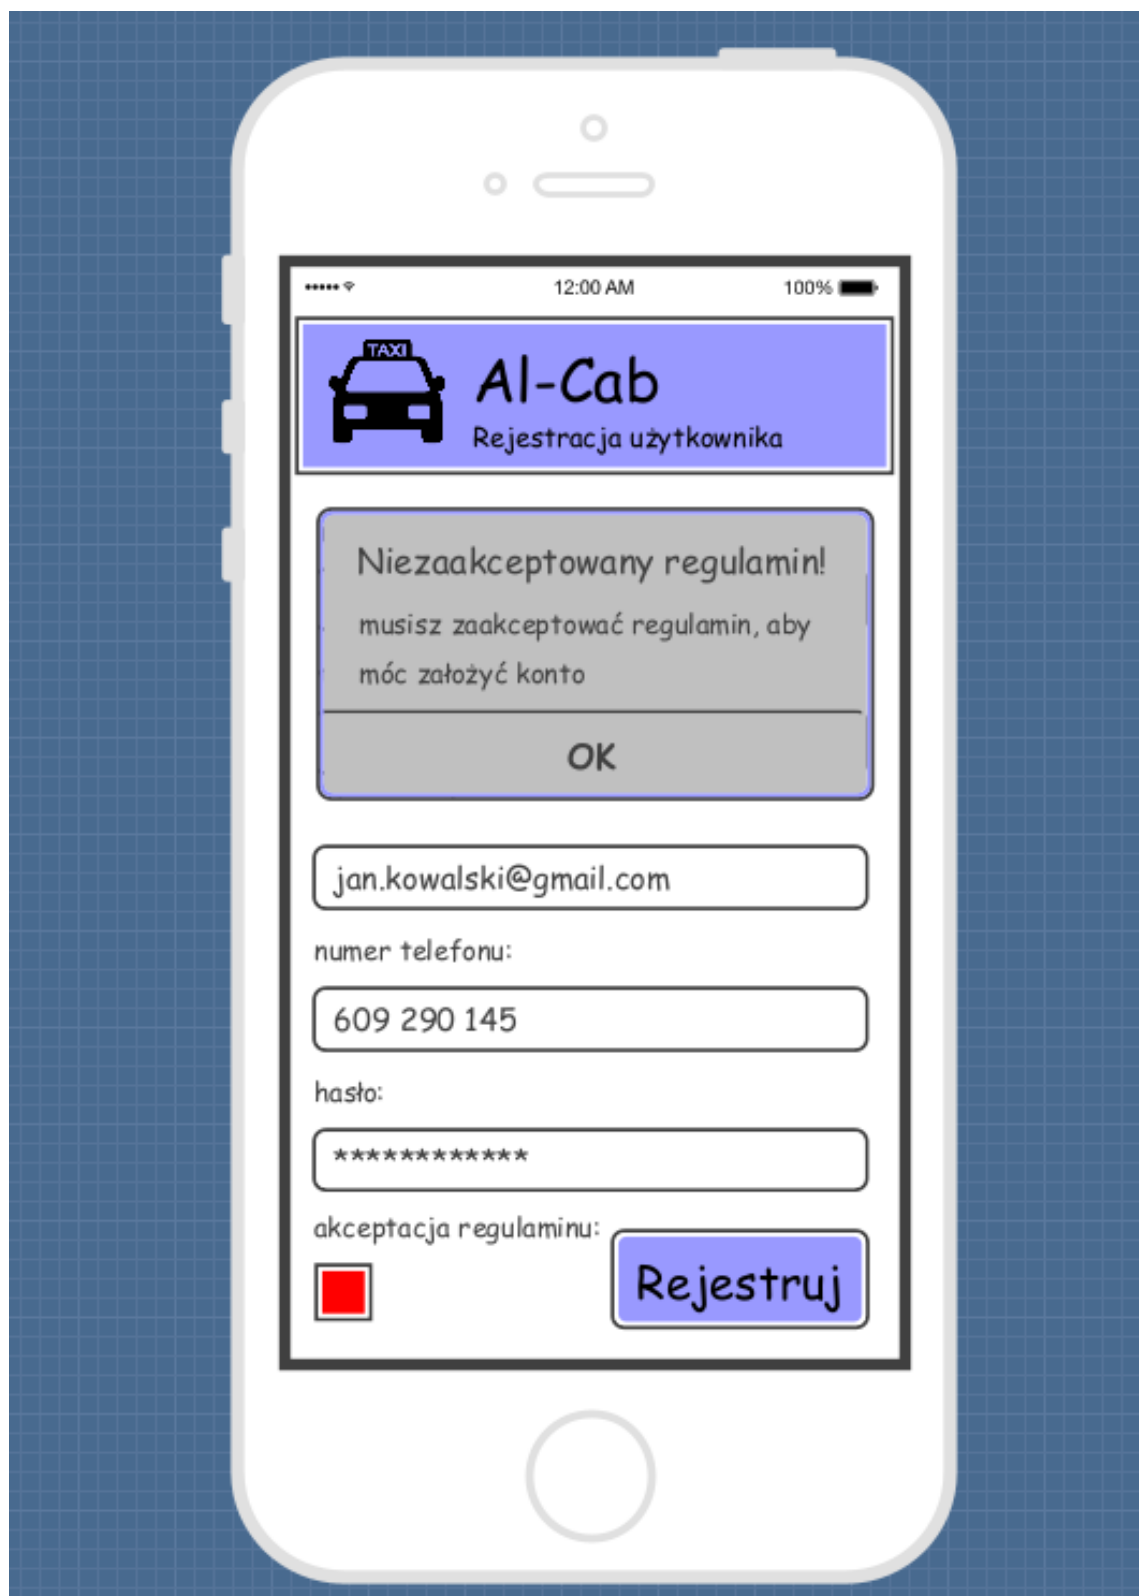 12:00 AM
100%
TAXI
Al-Cab
Rejestracja użytkownika
Niezaakceptowany regulamin!
musisz zaakceptować regulamin, aby
móc założyć konto
OK
jan.kowalski@gmail.com
numer telefonu:
609 290 145
hasło:
************
akceptacja regulaminu:
Rejestruj